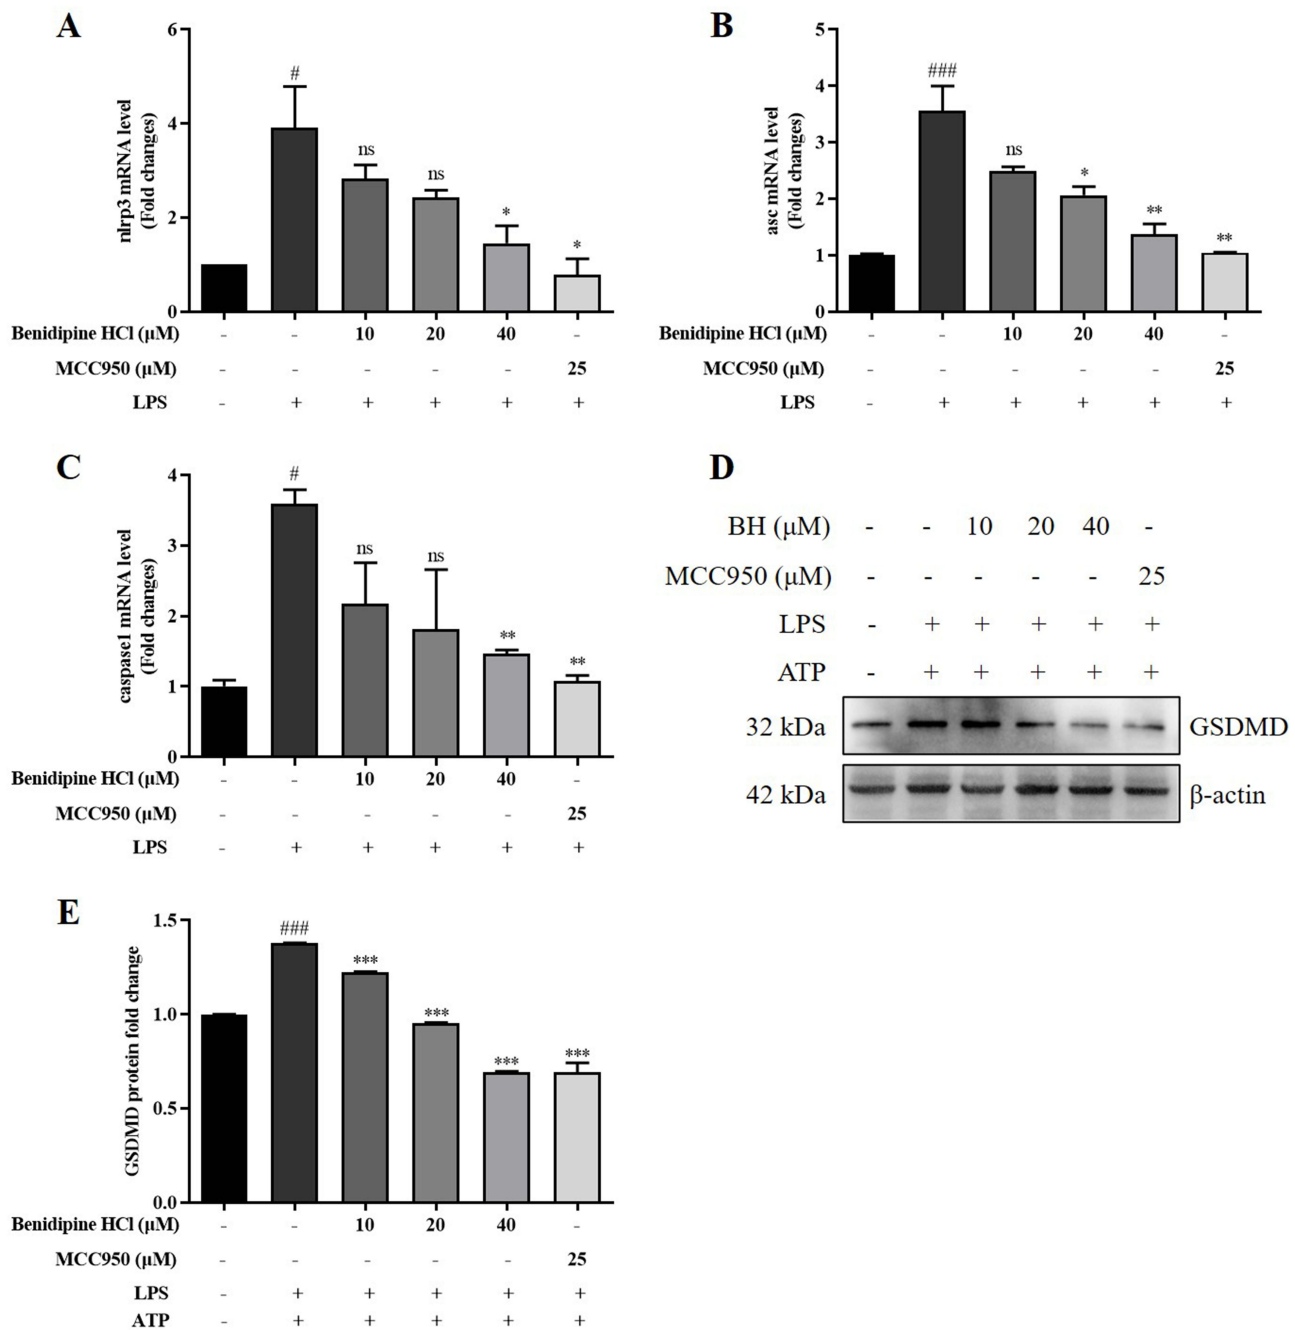 A
nlrp3 mRNA level
(Fold changes)
6
4
2
0
#
ns
ns
*
*
Benidipine HCl (μM) - - 10 20 40 -
MCC950 (μM) - - - - - 25
LPS - + + + + +
B
asc mRNA level
(Fold changes)
5
4
3
2
1
0
###
ns
*
**
**
Benidipine HCl (μM) - - 10 20 40 -
MCC950 (μM) - - - - - 25
LPS - + + + + +
C
caspase1 mRNA level
(Fold changes)
4
3
2
1
0
#
ns
ns
**
**
Benidipine HCl (μM) - - 10 20 40 -
MCC950 (μM) - - - - - 25
LPS - + + + + +
D
BH (μM) - - 10 20 40 -
MCC950 (μM) - - - - - 25
LPS - + + + + +
ATP - + + + + +
32 kDa GSDMD
42 kDa β-actin
E
GSDMD protein fold change
1.5
1.0
0.5
0.0
###
***
***
***
***
Benidipine HCl (μM) - - 10 20 40 -
MCC950 (μM) - - - - - 25
LPS - + + + + +
ATP - + + + + +